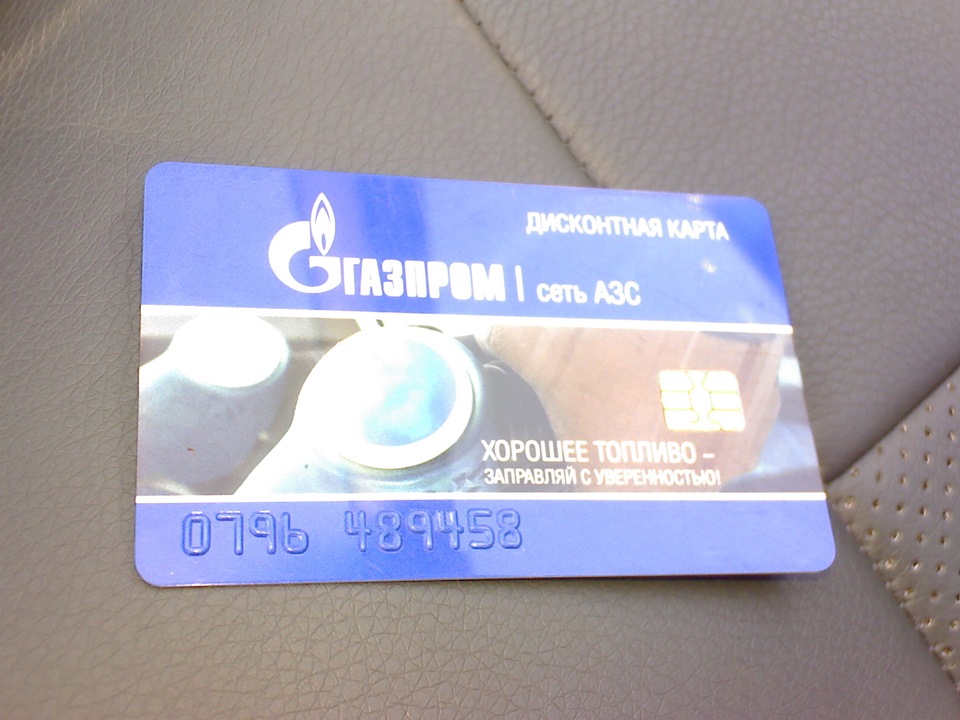 ДИСКОНТНАЯ КАРТА
ГАЗПРОМ | сеть АЗС
ХОРОШЕЕ ТОПЛИВО –
ЗАПРАВЛЯЙ С УВЕРЕННОСТЬЮ!
0796 489458